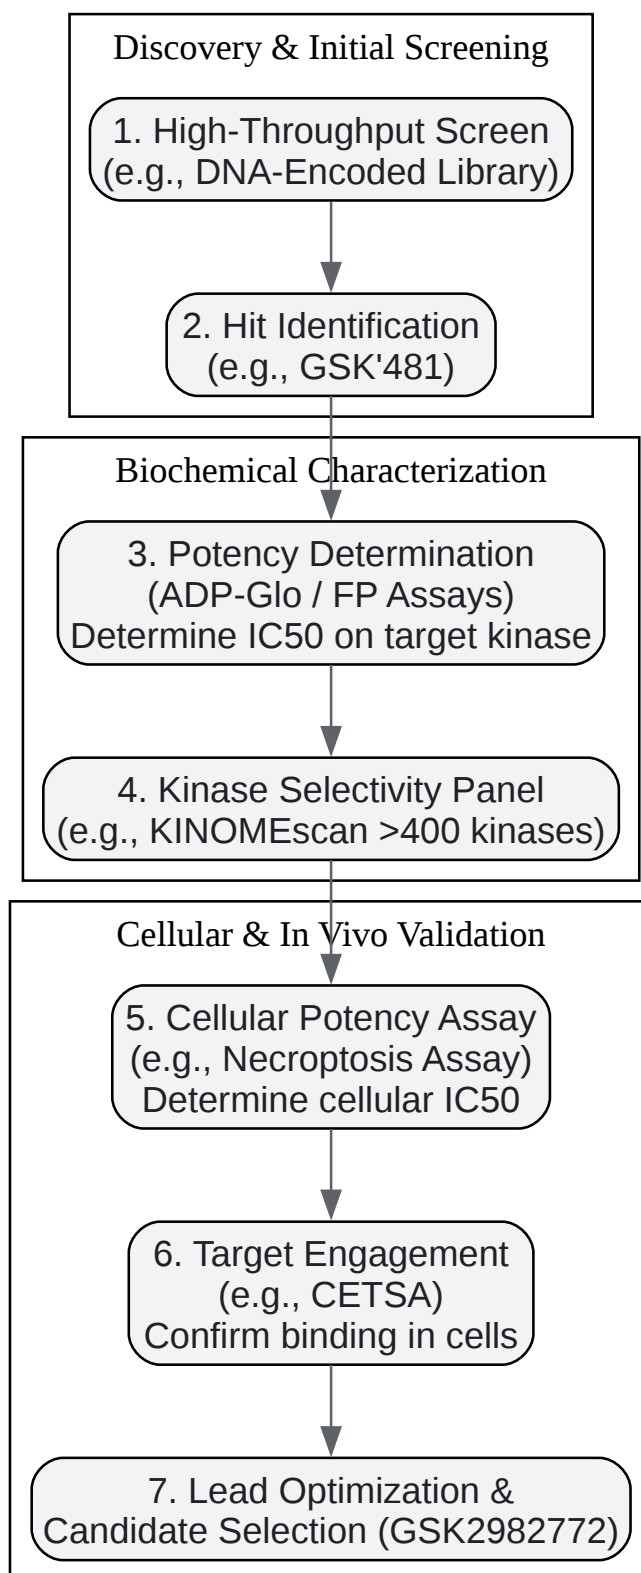 Discovery & Initial Screening
1. High-Throughput Screen
(e.g., DNA-Encoded Library)
2. Hit Identification
(e.g., GSK'481)
Biochemical Characterization
3. Potency Determination
(ADP-Glo / FP Assays)
Determine IC50 on target kinase
4. Kinase Selectivity Panel
(e.g., KINOMEscan >400 kinases)
Cellular & In Vivo Validation
5. Cellular Potency Assay
(e.g., Necroptosis Assay)
Determine cellular IC50
6. Target Engagement
(e.g., CETSA)
Confirm binding in cells
7. Lead Optimization &
Candidate Selection (GSK2982772)